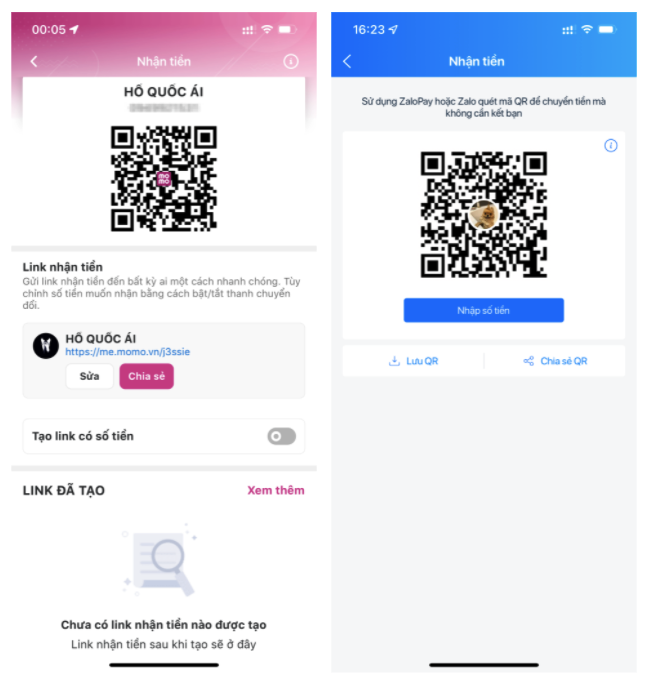 00:05
Nhận tiền
HỒ QUỐC ÁI
momo
Link nhận tiền
Gửi link nhận tiền đến bất kỳ ai một cách nhanh chóng. Tùy
chỉnh số tiền muốn nhận bằng cách bật/tắt thanh chuyển
đổi.
HỒ QUỐC ÁI
https://me.momo.vn/j3ssie
Sửa
Chia sẻ
Tạo link có số tiền
LINK ĐÃ TẠO
Xem thêm
Chưa có link nhận tiền nào được tạo
Link nhận tiền sau khi tạo sẽ ở đây
16:23
Nhận tiền
Sử dụng ZaloPay hoặc Zalo quét mã QR để chuyển tiền mà
không cần kết bạn
Nhập số tiền
Lưu QR
Chia sẻ QR